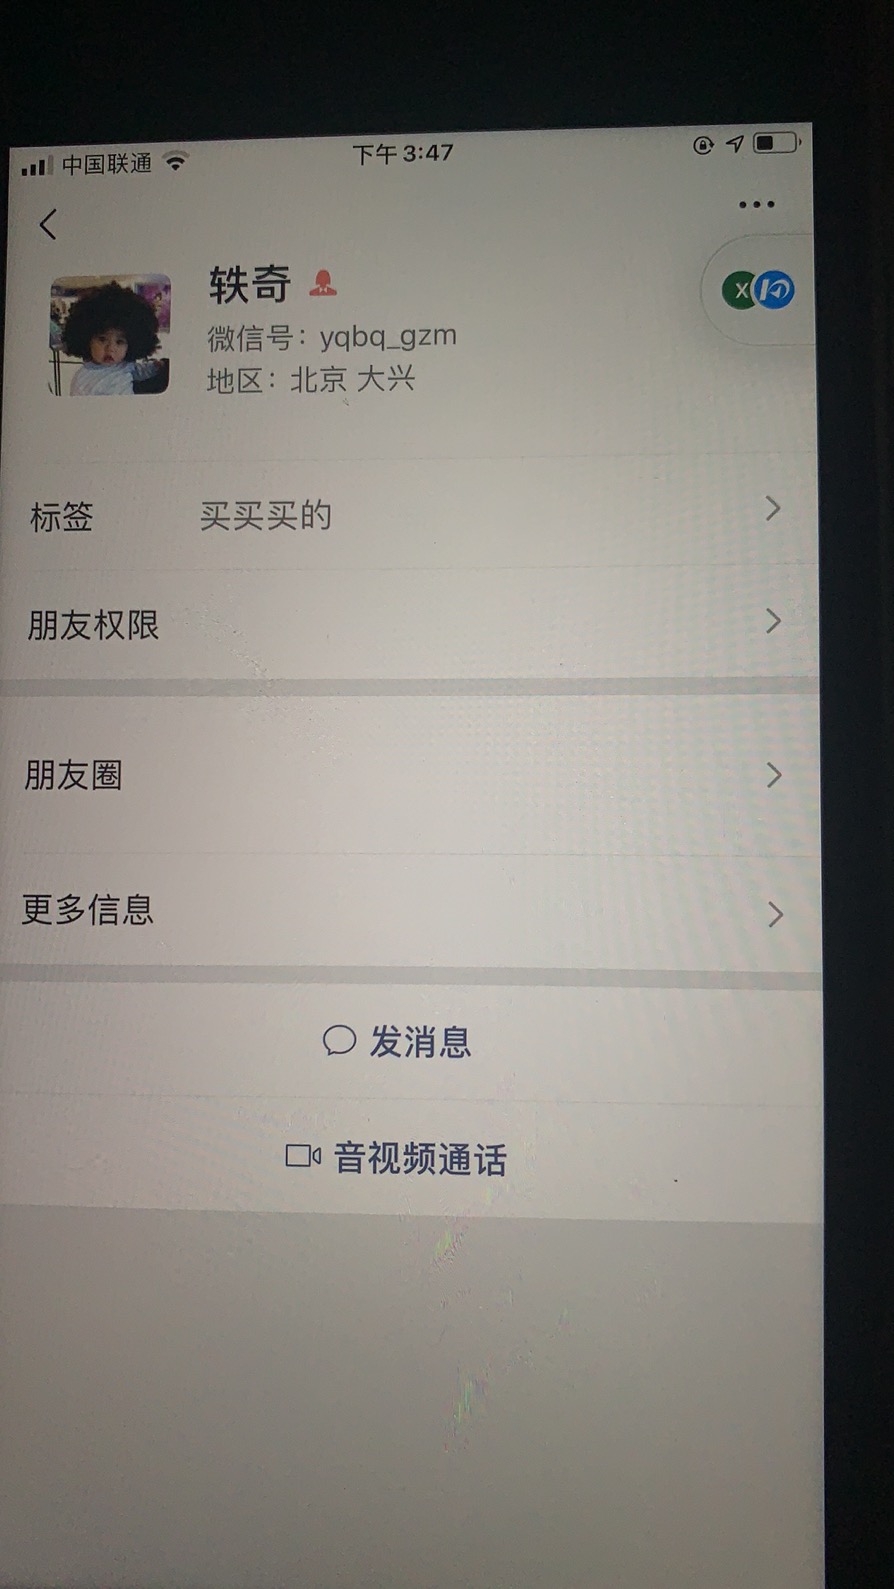 中国联通
下午3:47
轶奇
微信号：yqbq_gzm
地区：北京 大兴
标签 买买买的
朋友权限
朋友圈
更多信息
发消息
音视频通话